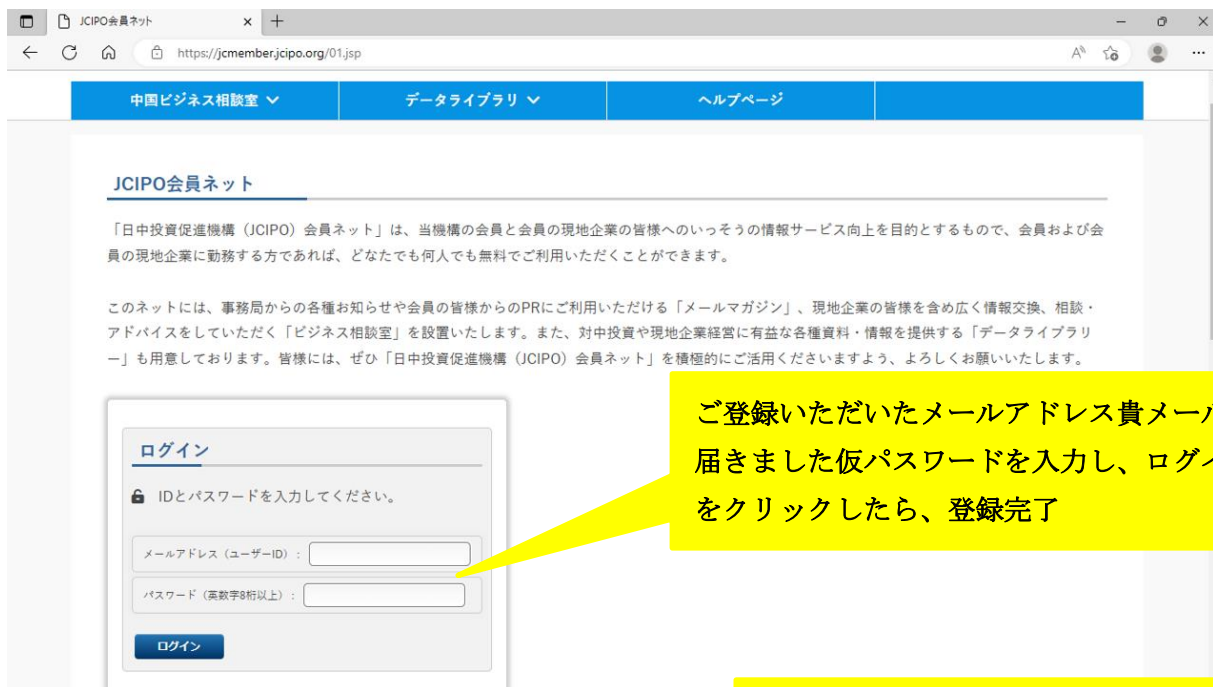 JCIPO会員ネット
https://jcmember.jcipo.org/01.jsp
中国ビジネス相談室 データライブラリ ヘルプページ
JCIPO会員ネット
「日中投資促進機構（JCIPO）会員ネット」は、当機構の会員と会員の現地企業の皆様へのいっそうの情報サービス向上を目的とするもので、会員および会
員の現地企業に勤務する方であれば、どなたでも何人でも無料でご利用いただくことができます。
このネットには、事務局からの各種お知らせや会員の皆様からのPRにご利用いただける「メールマガジン」、現地企業の皆様を含め広く情報交換、相談・
アドバイスをしていただく「ビジネス相談室」を設置いたします。また、対中投資や現地企業経営に有益な各種資料・情報を提供する「データライブラリ
ー」も用意しております。皆様には、ぜひ「日中投資促進機構（JCIPO）会員ネット」を積極的にご活用くださいますよう、よろしくお願いいたします。
ご登録いただいたメールアドレス貴メール
届きました仮パスワードを入力し、ログイ
をクリックしたら、登録完了
ログイン
IDとパスワードを入力してください。
メールアドレス（ユーザーID）：
パスワード（英数字8桁以上）：
ログイン